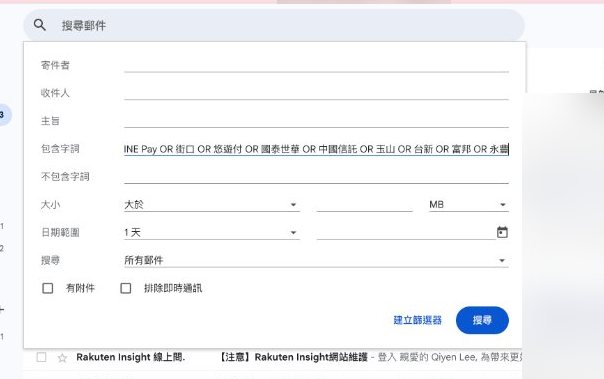 搜尋郵件
寄件者
收件人
主旨
包含字詞 INE Pay OR 街口 OR 悠遊付 OR 國泰世華 OR 中國信託 OR 玉山 OR 台新 OR 富邦 OR 永豐
不包含字詞
大小 大於 MB
日期範圍 1 天
搜尋 所有郵件
有附件 排除即時通訊
建立篩選器 搜尋
Rakuten Insight 線上問. 【注意】Rakuten Insight網站維護 - 登入 親愛的 Qiyen Lee, 為帶來更
3
1
2
1